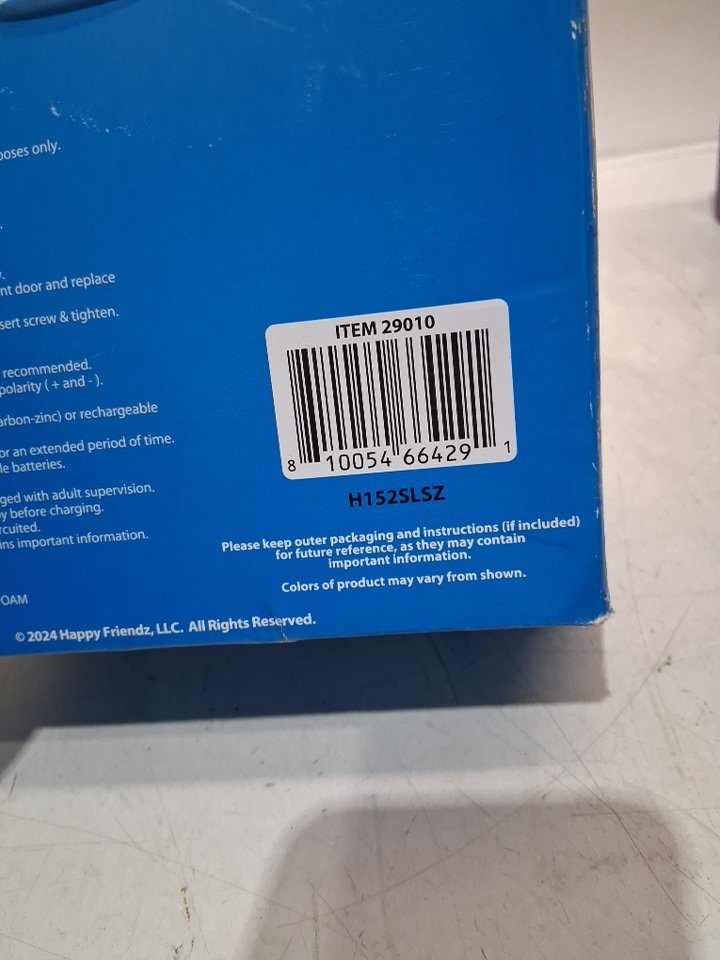 poses only.
nt door and replace
sert screw & tighten.
recommended.
polarity ( + and - ).
arbon-zinc) or rechargeable
or an extended period of time.
le batteries.
ged with adult supervision.
y before charging.
rcuited.
ins important information.
OAM
© 2024 Happy Friendz, LLC. All Rights Reserved.
ITEM 29010
8 10054 66429 1
H152SLSZ
Please keep outer packaging and instructions (if included)
for future reference, as they may contain
important information.
Colors of product may vary from shown.